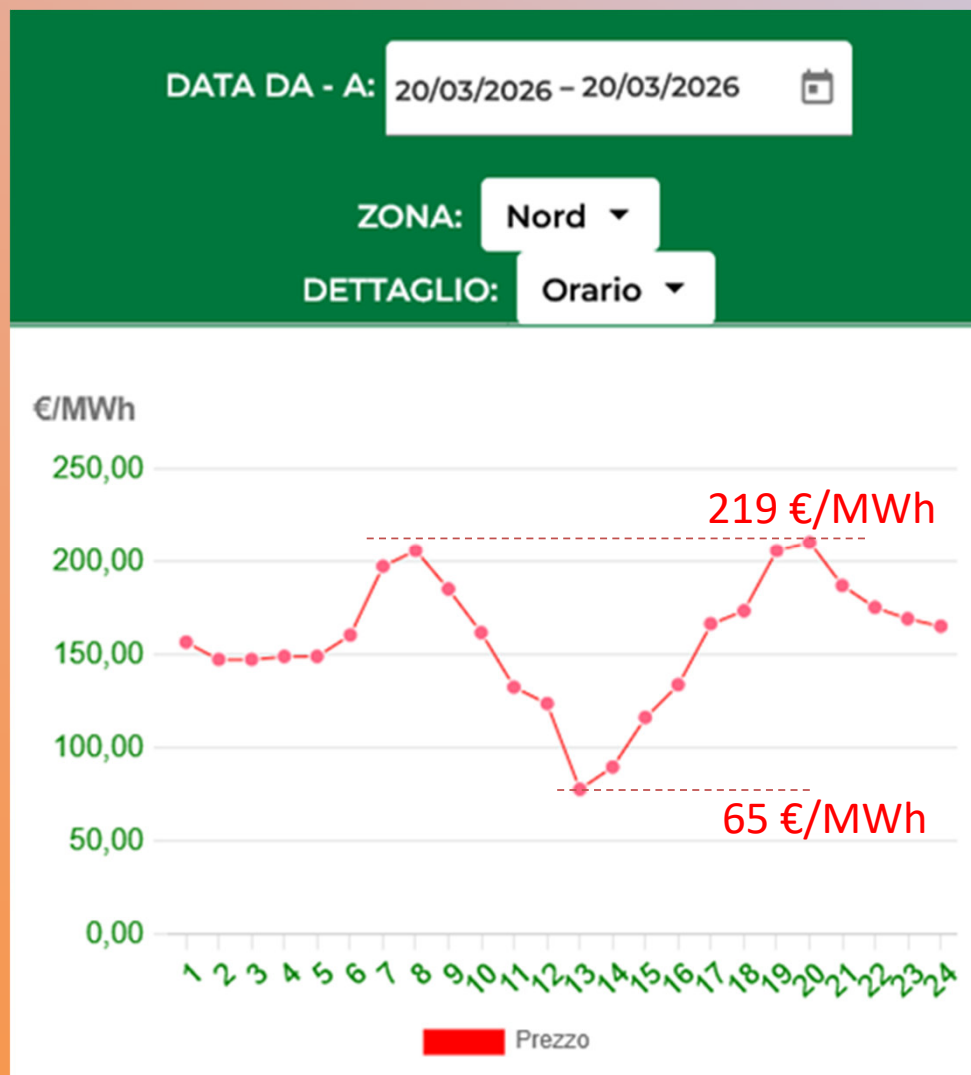 DATA DA - A: 20/03/2026 – 20/03/2026
ZONA: Nord
DETTAGLIO: Orario
€/MWh
250,00
219 €/MWh
200,00
150,00
100,00
65 €/MWh
50,00
0,00
1 2 3 4 5 6 7 8 9 10 11 12 13 14 15 16 17 18 19 20 21 22 23 24
Prezzo